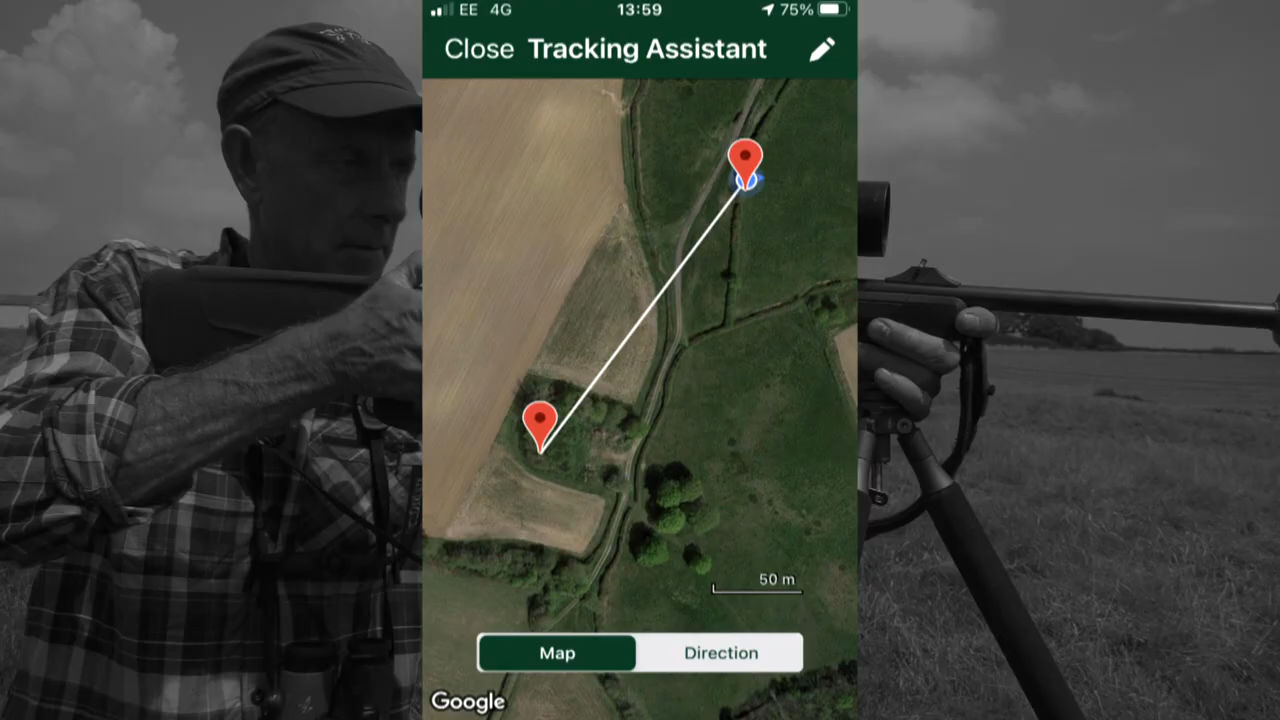 EE 4G 13:59 75%
Close Tracking Assistant
50 m
Map Direction
Google